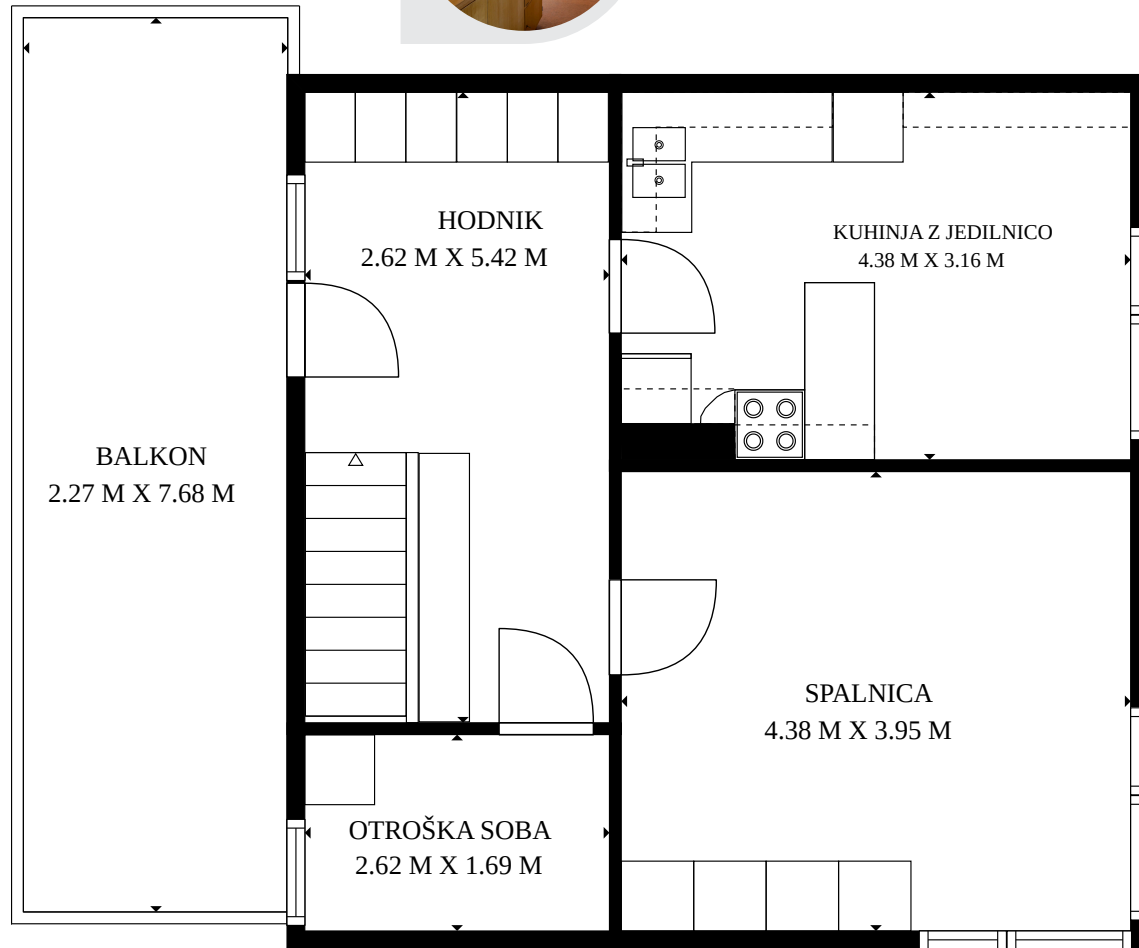 HODNIK
2.62 M X 5.42 M
KUHINJA Z JEDILNICO
4.38 M X 3.16 M
BALKON
2.27 M X 7.68 M
SPALNICA
4.38 M X 3.95 M
OTROŠKA SOBA
2.62 M X 1.69 M